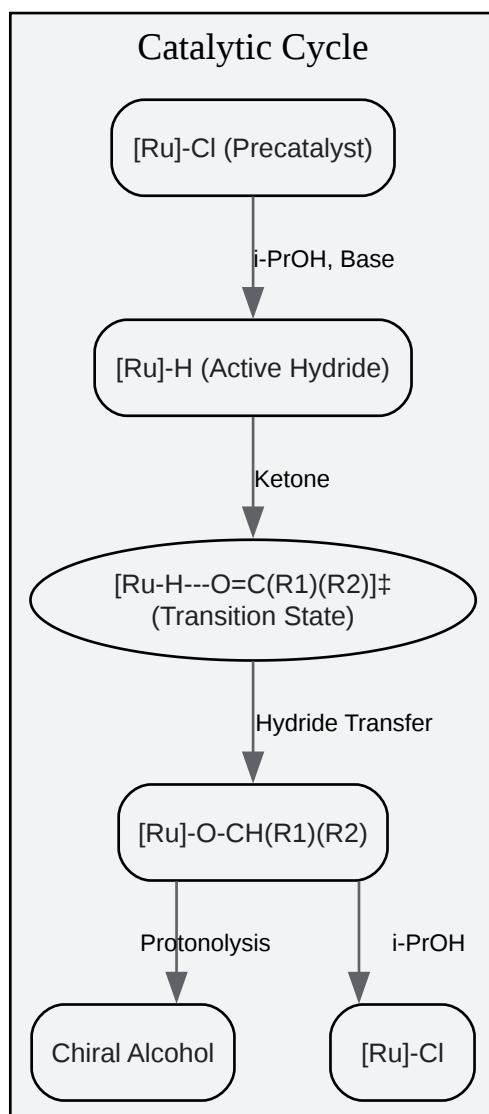 Catalytic Cycle
[Ru]-Cl (Precatalyst)
i-PrOH, Base
[Ru]-H (Active Hydride)
Ketone
[Ru-H---O=C(R1)(R2)]‡
(Transition State)
Hydride Transfer
[Ru]-O-CH(R1)(R2)
Protonolysis
i-PrOH
Chiral Alcohol
[Ru]-Cl